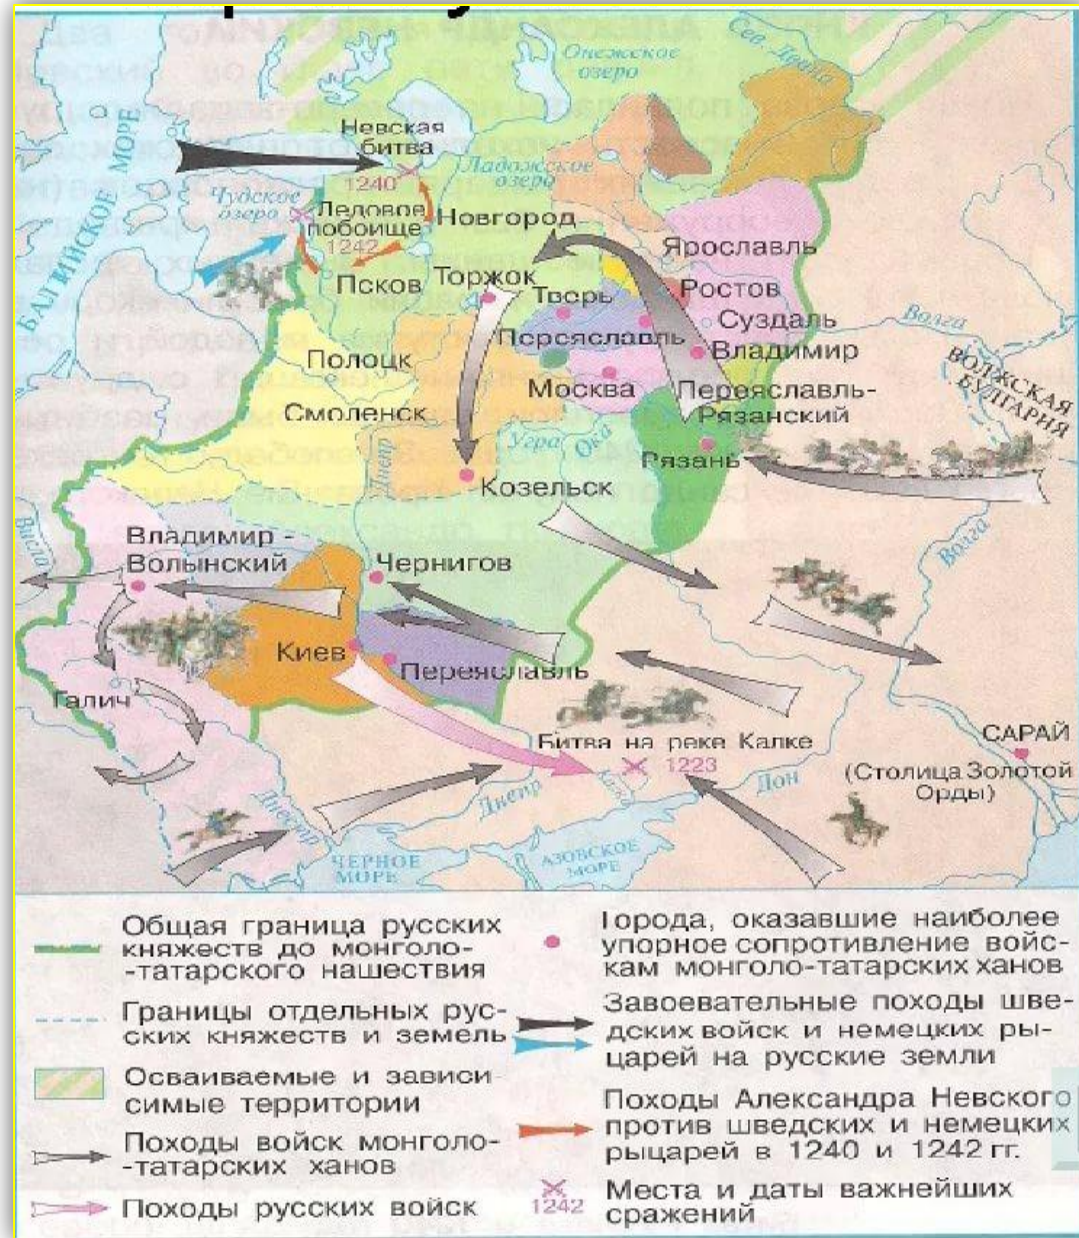 Онежское
озеро
Сев. Двина
БАЛТИЙСКОЕ МОРЕ
Невская
битва
1240
Ладожское
озеро
Чудское
озеро
Ледовое
побоище
1242
Новгород
Ярославль
Псков
Торжок
Тверь
Ростов
Суздаль
Волга
Переяславль
Владимир
ВОЛЖСКАЯ
БУЛГАРИЯ
Полоцк
Москва
Переяславль-
Рязанский
Смоленск
Угра
Ока
Днепр
Рязань
Козельск
Волга
Висла
Владимир -
Волынский
Чернигов
Киев
Переяславль
Галич
Битва на реке Калке
1223
САРАЙ
(Столица Золотой
Орды)
Днестр
Днепр
Дон
ЧЕРНОЕ
МОРЕ
АЗОВСКОЕ
МОРЕ
Общая граница русских
княжеств до монголо-
-татарского нашествия
Границы отдельных рус-
ских княжеств и земель
Осваиваемые и зависи
симые территории
Походы войск монголо-
-татарских ханов
Походы русских войск
Города, оказавшие наиболее
упорное сопротивление войс-
кам монголо-татарских ханов
Завоевательные походы шве-
дских войск и немецких ры-
царей на русские земли
Походы Александра Невского
против шведских и немецких
рыцарей в 1240 и 1242 гг.
1242
Места и даты важнейших
сражений